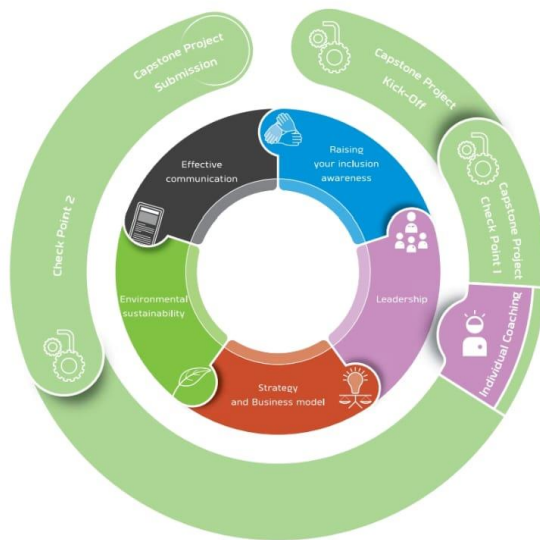 Capstone Project
Submission
Capstone Project
Kick-Off
Capstone Project
Check Point 1
Individual Coaching
Check Point 2
Effective
communication
Raising
your inclusion
awareness
Leadership
Strategy
and Business model
Environmental
sustainability